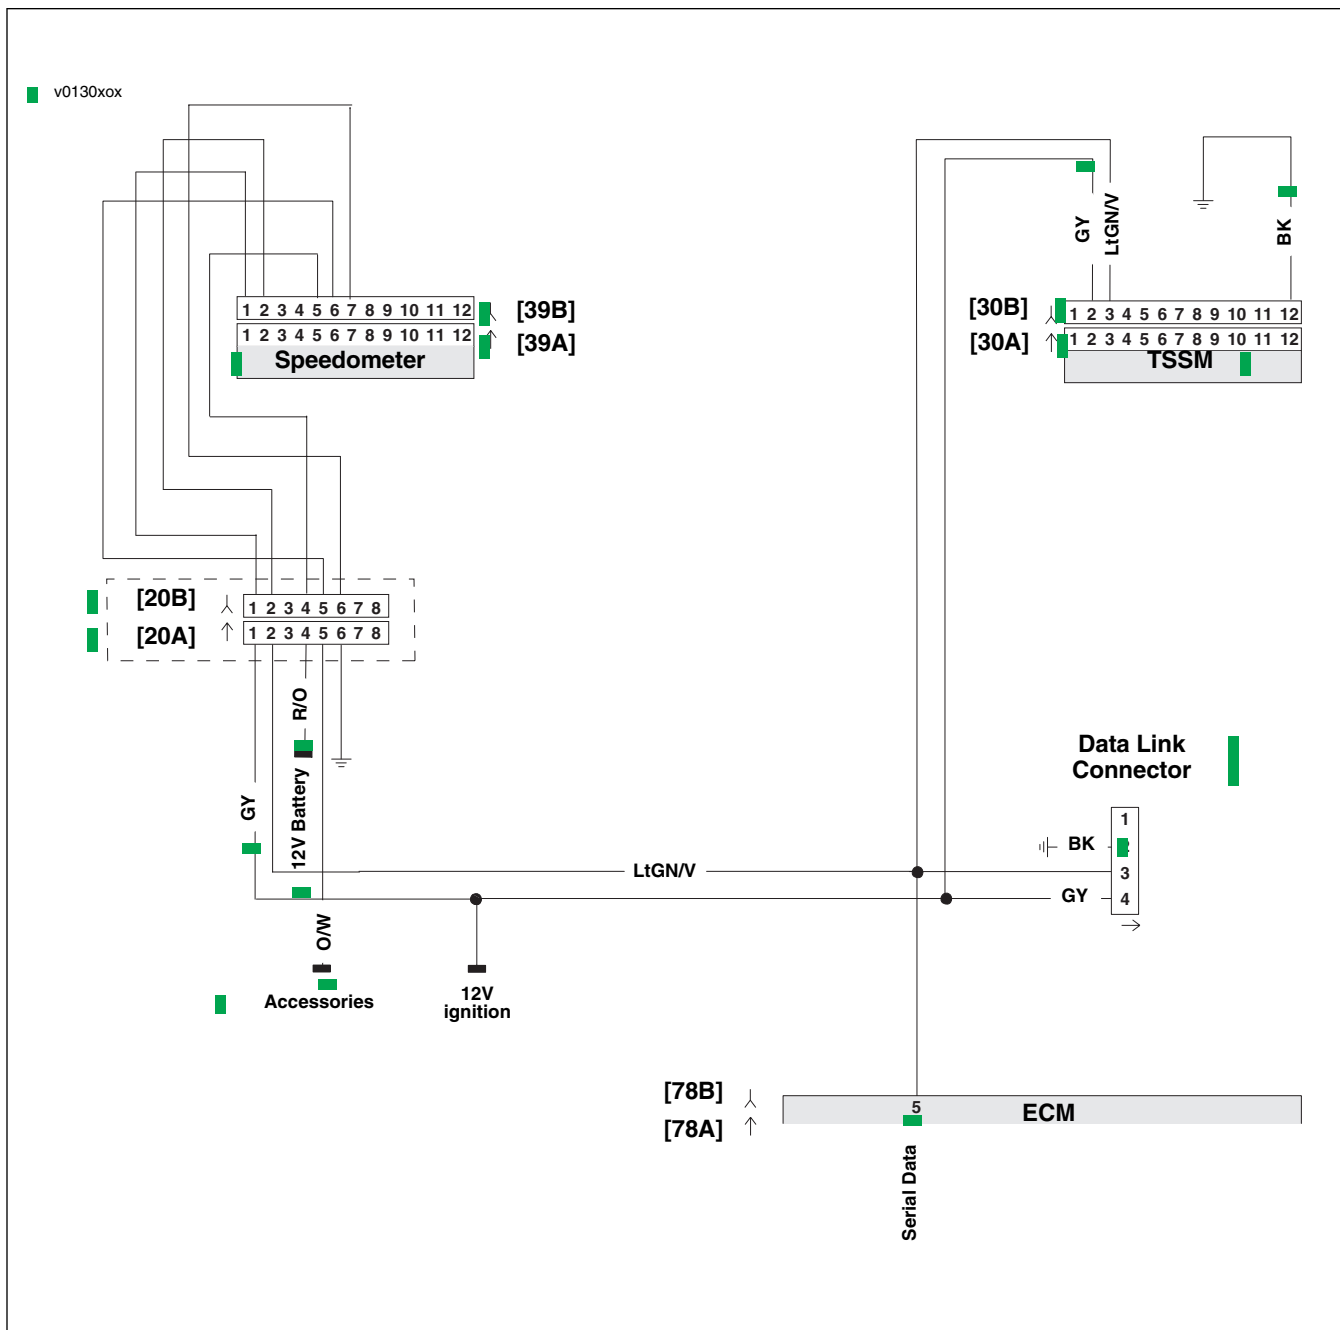 v0130xox
GY
LtGN/V
BK
1 2 3 4 5 6 7 8 9 10 11 12
[39B]
1 2 3 4 5 6 7 8 9 10 11 12
[39A]
Speedometer
[30B]
1 2 3 4 5 6 7 8 9 10 11 12
[30A]
1 2 3 4 5 6 7 8 9 10 11 12
TSSM
[20B]
1 2 3 4 5 6 7 8
[20A]
1 2 3 4 5 6 7 8
R/O
GY
12V Battery
O/W
Accessories
12V
ignition
LtGN/V
Data Link
Connector
1
BK
3
GY
4
[78B]
[78A]
5
ECM
Serial Data